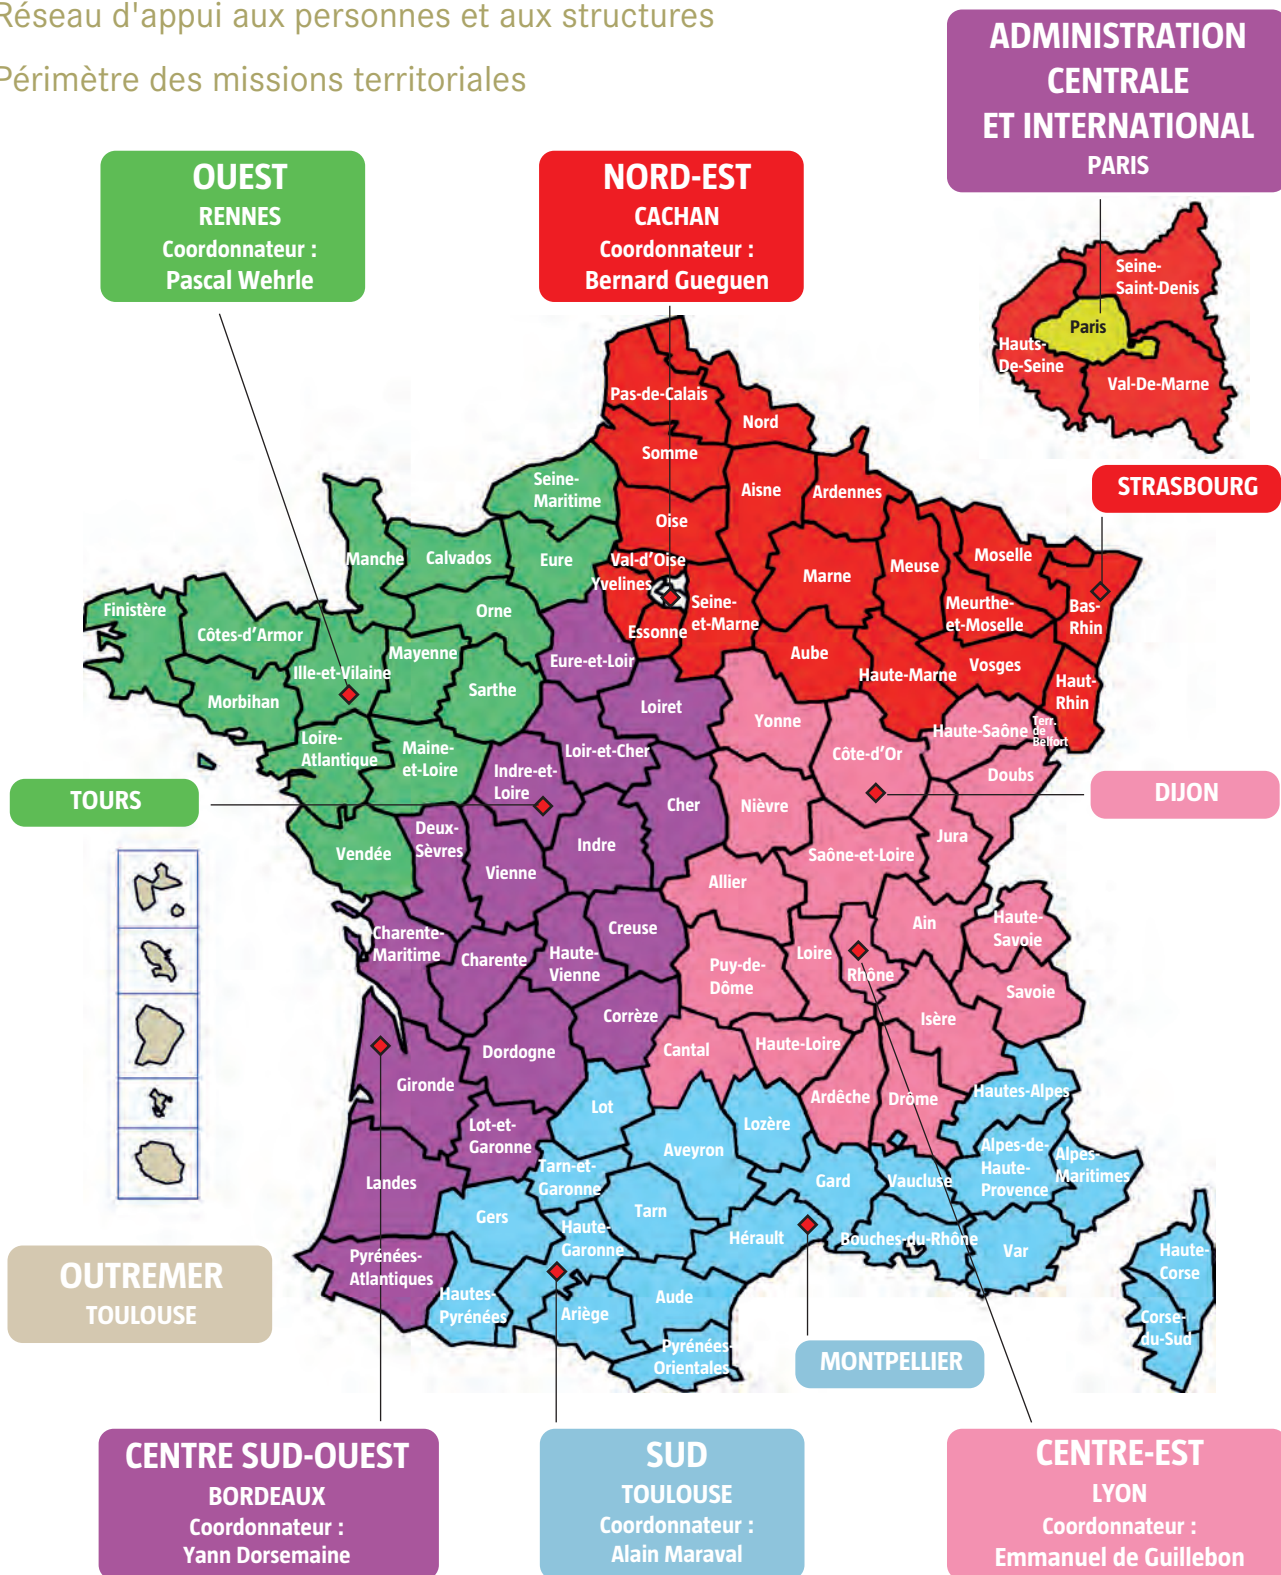 Réseau d'appui aux personnes et aux structures
Périmètre des missions territoriales
ADMINISTRATION
CENTRALE
ET INTERNATIONAL
PARIS
OUEST
RENNES
Coordonnateur :
Pascal Wehrle
NORD-EST
CACHAN
Coordonnateur :
Bernard Gueguen
Seine-
Saint-Denis
Paris
Hauts-
De-Seine
Val-De-Marne
STRASBOURG
Pas-de-Calais
Nord
Somme
Aisne
Ardennes
Oise
Seine-
Maritime
Manche
Calvados
Eure
Val-d'Oise
Yvelines
Seine-
et-Marne
Essonne
Marne
Meuse
Moselle
Meurthe-
et-Moselle
Bas-
Rhin
Finistère
Côtes-d'Armor
Orne
Ille-et-Vilaine
Mayenne
Sarthe
Morbihan
Eure-et-Loir
Loiret
Aube
Haute-Marne
Vosges
Haut-
Rhin
Yonne
Haute-Saône
Terr.
de
Belfort
Côte-d'Or
Doubs
Loire-
Atlantique
Maine-
et-Loire
Loir-et-Cher
Indre-et-
Loire
Cher
Nièvre
TOURS
DIJON
Vendée
Deux-
Sèvres
Vienne
Indre
Saône-et-Loire
Jura
Allier
Charente-
Maritime
Charente
Haute-
Vienne
Creuse
Puy-de-
Dôme
Loire
Rhône
Ain
Haute-
Savoie
Savoie
Corrèze
Isère
Dordogne
Cantal
Haute-Loire
Gironde
Ardèche
Drôme
Hautes-Alpes
Lot
Lozère
Lot-et-
Garonne
Aveyron
Tarn-et-
Garonne
Landes
Gard
Vaucluse
Alpes-de-
Haute-
Provence
Alpes-
Maritimes
Gers
Tarn
Haute-
Garonne
Hérault
Bouches-du-Rhône
Var
Pyrénées-
Atlantiques
Hautes-
Pyrénées
Ariège
Aude
Pyrénées-
Orientales
Haute-
Corse
Corse-
du-Sud
OUTREMER
TOULOUSE
MONTPELLIER
CENTRE SUD-OUEST
BORDEAUX
Coordonnateur :
Yann Dorsemaine
SUD
TOULOUSE
Coordonnateur :
Alain Maraval
CENTRE-EST
LYON
Coordonnateur :
Emmanuel de Guillebon